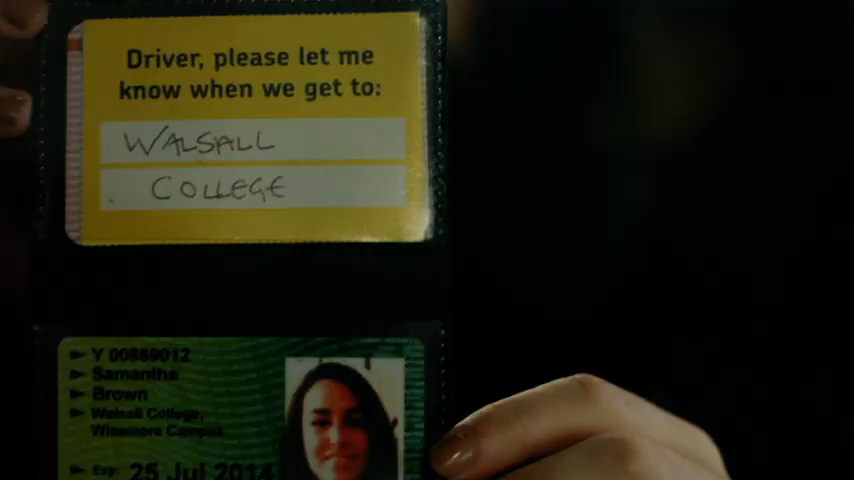 Driver, please let me
know when we get to:
WALSALL
COLLEGE
Y 00859012
Samantha
Brown
Walsall College,
Wisemore Campus
Exp: 25 Jul 2014